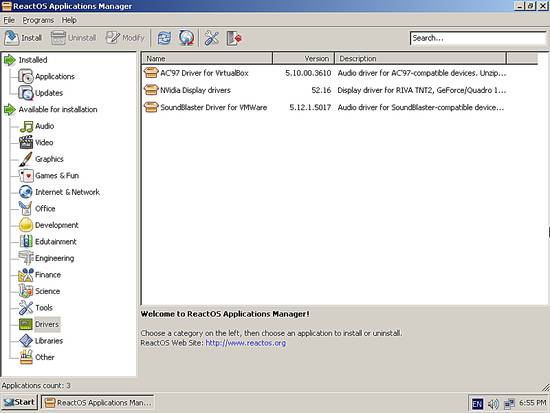 ReactOS Applications Manager
File Programs Help
Install Uninstall Modify Search...
Installed
Applications
Updates
Available for installation
Audio
Video
Graphics
Games & Fun
Internet & Network
Office
Development
Edutainment
Engineering
Finance
Science
Tools
Drivers
Libraries
Other
Name Version Description
AC'97 Driver for VirtualBox 5.10.00.3610 Audio driver for AC'97-compatible devices. Unzip...
NVidia Display drivers 52.16 Display driver for RIVA TNT2, GeForce/Quadro 1...
SoundBlaster Driver for VMWare 5.12.1.5017 Audio driver for SoundBlaster-compatible device...
Welcome to ReactOS Applications Manager!
Choose a category on the left, then choose an application to install or uninstall.
ReactOS Web Site: http://www.reactos.org
Applications count: 3
Start ReactOS Applications Man... EN 6:55 PM